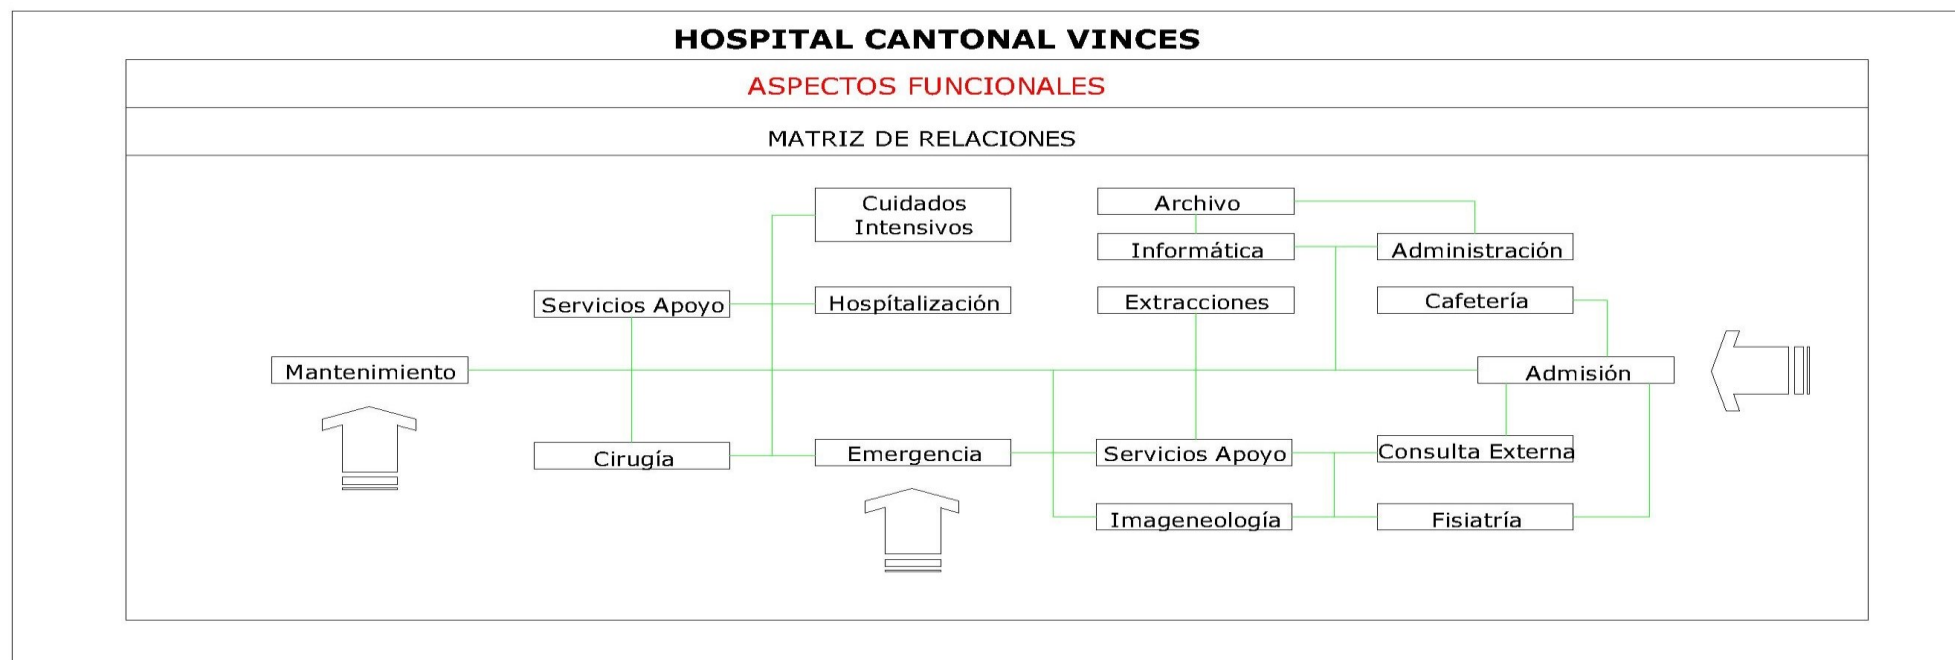 HOSPITAL CANTONAL VINCES
ASPECTOS FUNCIONALES
MATRIZ DE RELACIONES
Cuidados
Intensivos
Archivo
Informática
Administración
Servicios Apoyo
Hospítalización
Extracciones
Cafetería
Mantenimiento
Admisión
Cirugía
Emergencia
Servicios Apoyo
Consulta Externa
Imageneología
Fisiatría